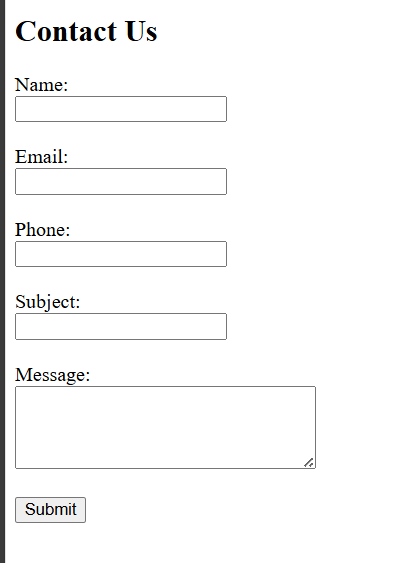 Contact Us
Name:
Email:
Phone:
Subject:
Message:
Submit